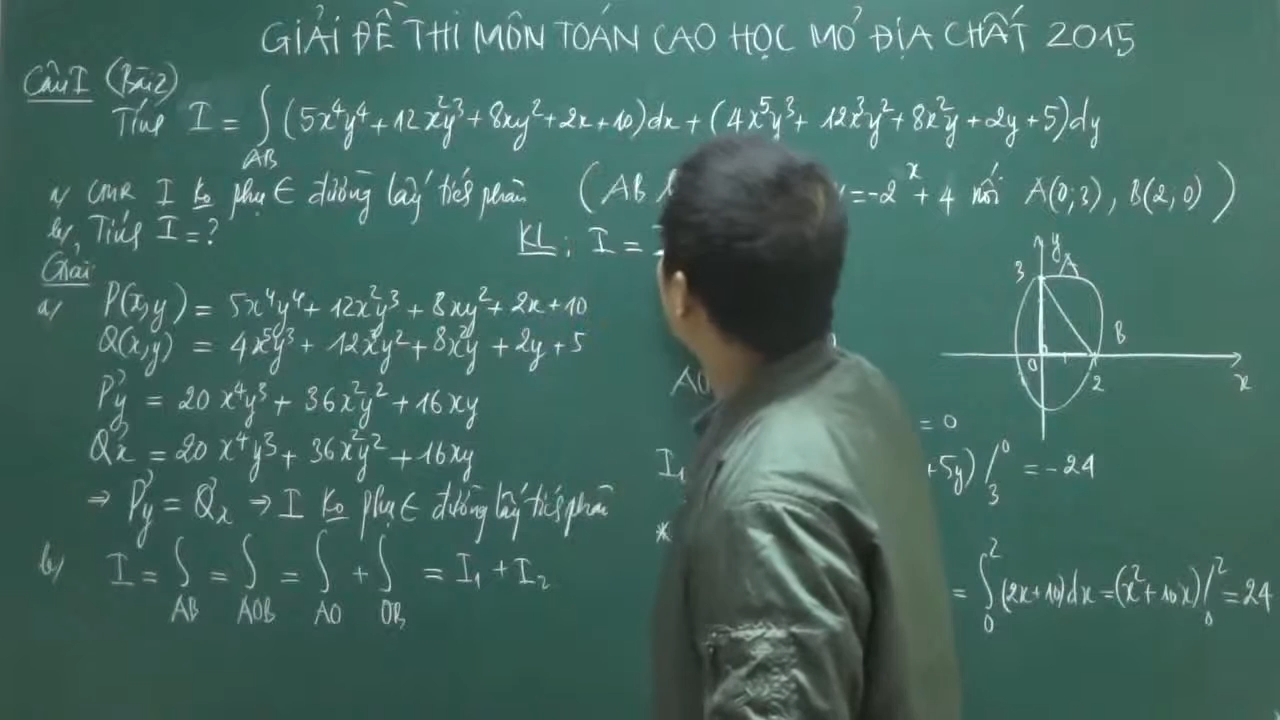 GIẢI ĐỀ THI MÔN TOÁN CAO HỌC MỎ ĐỊA CHẤT 2015
Câu I (Bài 2)
Tính I = ∫ (5x⁴y⁴ + 12x²y³ + 8xy² + 2x + 10)dx + (4x⁵y³ + 12x³y² + 8x²y + 2y + 5)dy
AB
a/ CMR I ko phụ ∈ đường lấy tích phân (AB = -2ˣ + 4 nối A(0;3), B(2,0))
b/ Tính I = ?
KL: I =
Giải
a/ P(x,y) = 5x⁴y⁴ + 12x²y³ + 8xy² + 2x + 10
Q(x,y) = 4x⁵y³ + 12x³y² + 8x²y + 2y + 5
P'y = 20x⁴y³ + 36x²y² + 16xy
Q'x = 20x⁴y³ + 36x²y² + 16xy
⇒ P'y = Q'x ⇒ I ko phụ ∈ đường lấy tích phân
b/ I = ∫ = ∫ = ∫ + ∫ = I₁ + I₂
AB AOB AO OB
AO
= 0
I₁ +5y) |₃⁰ = -24
*
= ∫₀² (2x+10)dx = (x² + 10x)|₀² = 24
y
3 A
B
0 2 x